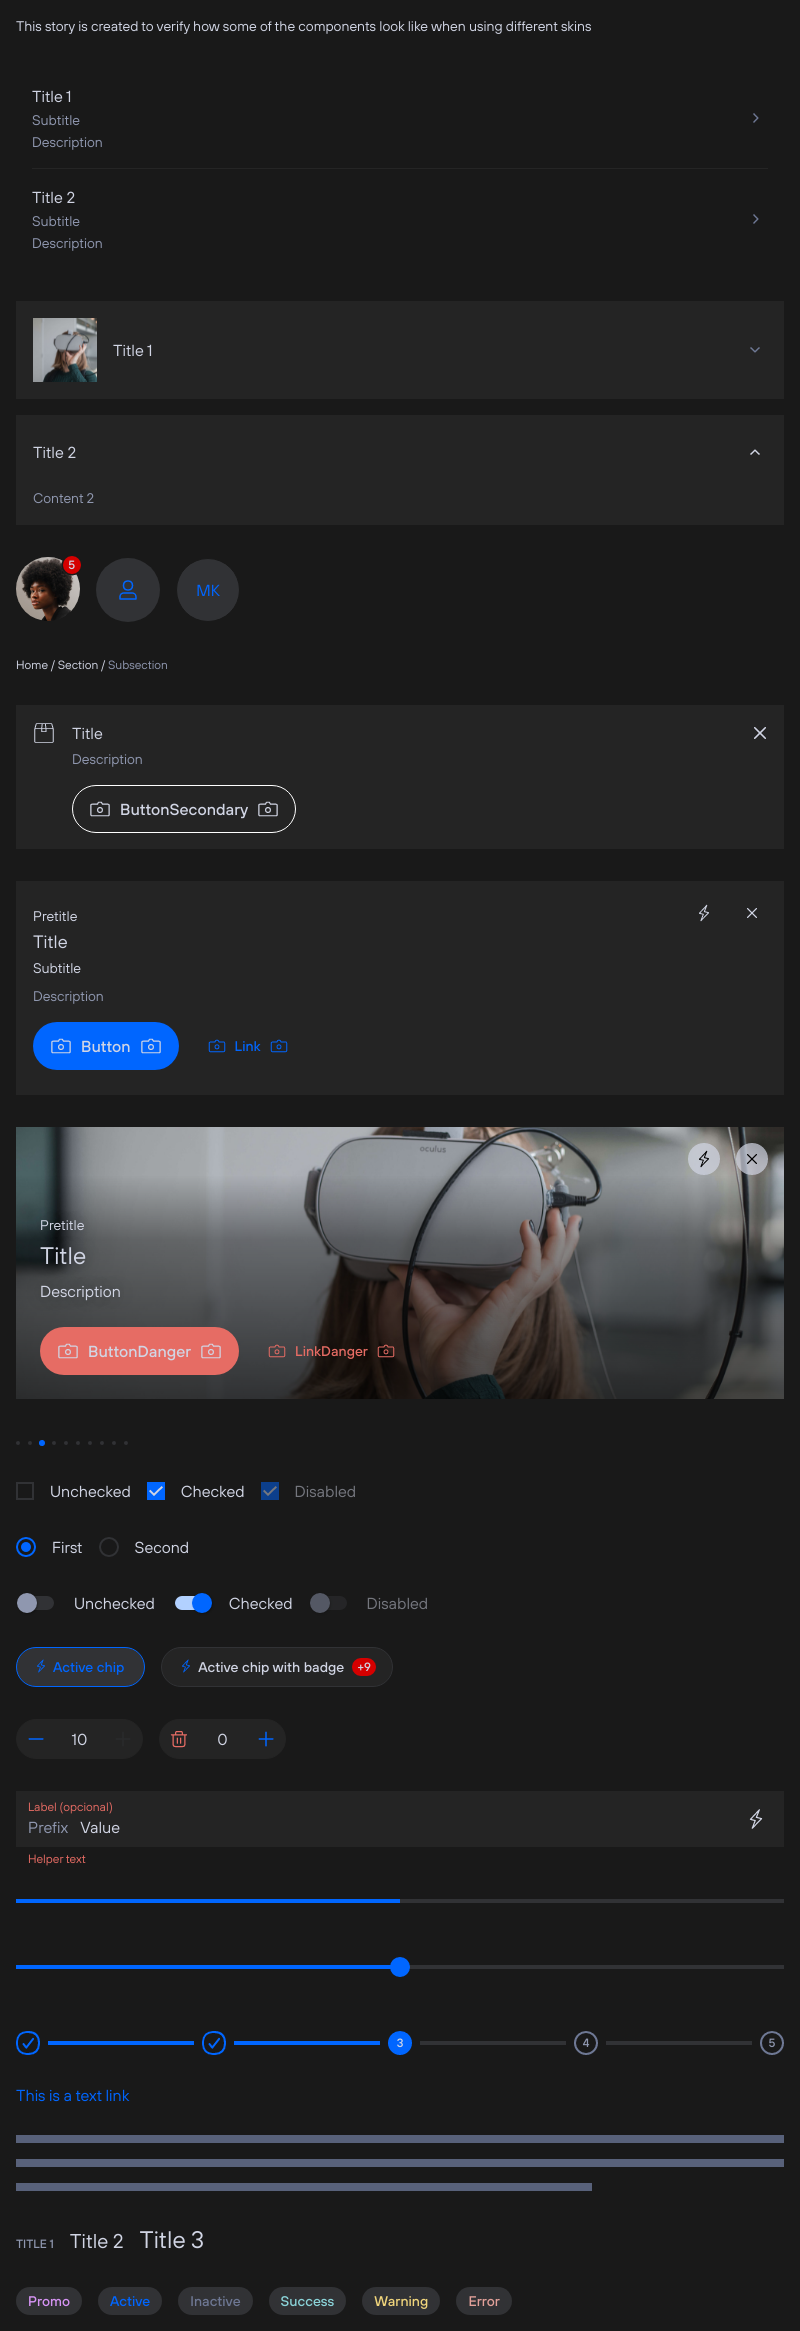 This story is created to verify how some of the components look like when using different skins
Title 1
Subtitle
Description
Title 2
Subtitle
Description
Title 1
Title 2
Content 2
5
MK
Home / Section / Subsection
Title
Description
ButtonSecondary
Pretitle
Title
Subtitle
Description
Button Link
oculus
Pretitle
Title
Description
ButtonDanger LinkDanger
Unchecked Checked Disabled
First Second
Unchecked Checked Disabled
Active chip Active chip with badge +9
10 0
Label (opcional)
Prefix Value
Helper text
3 4 5
This is a text link
TITLE 1 Title 2 Title 3
Promo Active Inactive Success Warning Error